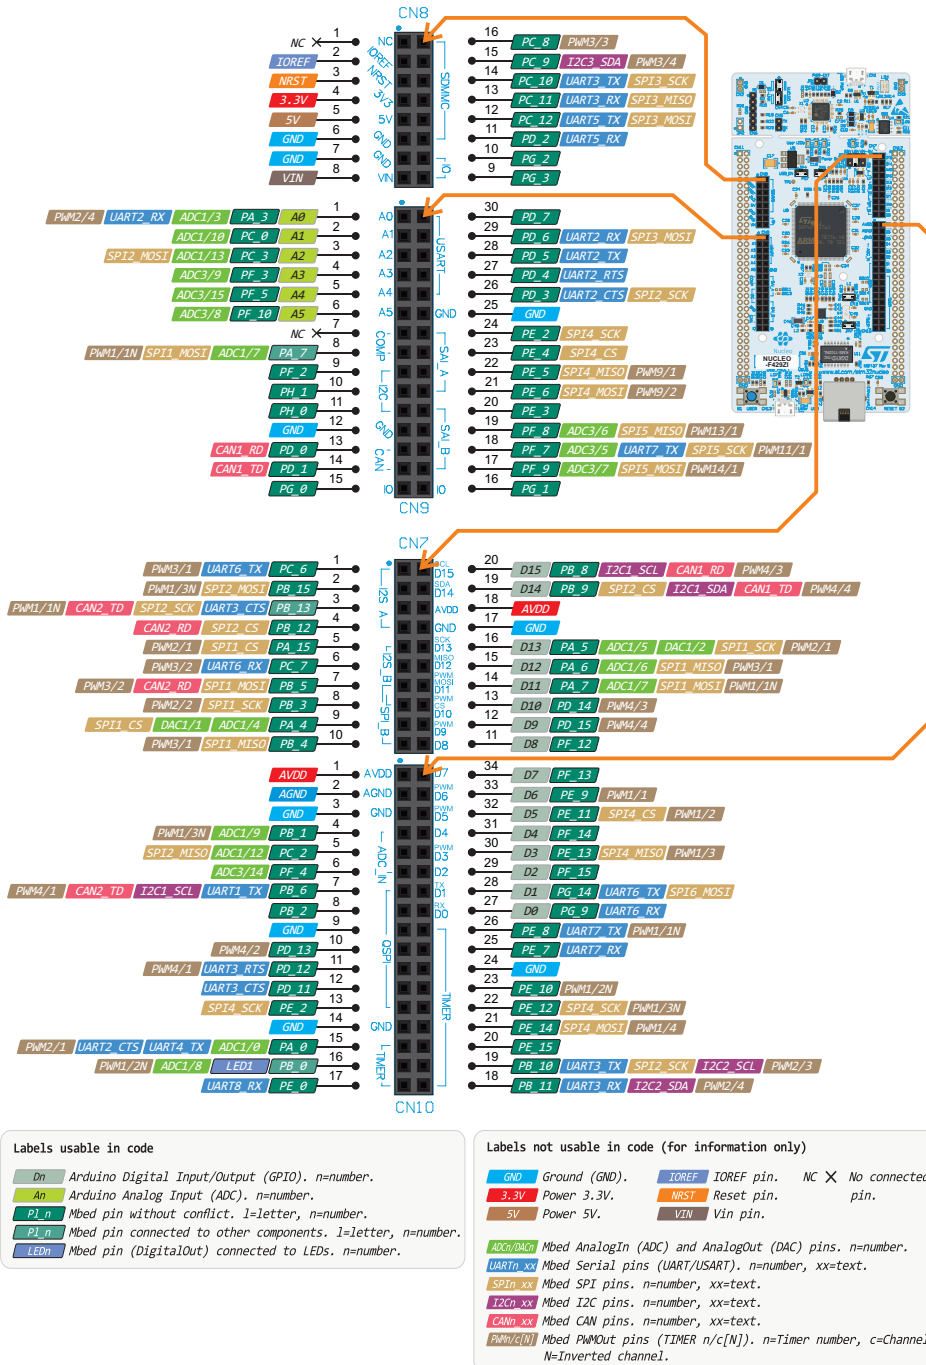 CN8
1 NC NC 16 PC_8 PWM3/3
2 IOREF IOREF 15 PC_9 I2C3_SDA PWM3/4
3 NRST NRST 14 PC_10 UART3_TX SPI3_SCK
4 3.3V 3V3 13 PC_11 UART3_RX SPI3_MISO
5 5V 5V 12 PC_12 UART5_TX SPI3_MOSI
6 GND GND 11 PD_2 UART5_RX
7 GND GND 10 PG_2
8 VIN VIN 9 PG_3
SDMMC
IO
PWM2/4 UART2_RX ADC1/3 PA_3 A0 1 A0 30 PD_7
ADC1/10 PC_0 A1 2 A1 29 PD_6 UART2_RX SPI3_MOSI
SPI2_MOSI ADC1/13 PC_3 A2 3 A2 28 PD_5 UART2_TX
ADC3/9 PF_3 A3 4 A3 27 PD_4 UART2_RTS
ADC3/15 PF_5 A4 5 A4 26 PD_3 UART2_CTS SPI2_SCK
ADC3/8 PF_10 A5 6 A5 GND 25 GND
NC 7 24 PE_2 SPI4_SCK
PWM1/1N SPI1_MOSI ADC1/7 PA_7 8 23 PE_4 SPI4_CS
PF_2 9 22 PE_5 SPI4_MISO PWM9/1
PH_1 10 21 PE_6 SPI4_MOSI PWM9/2
PH_0 11 20 PE_3
GND 12 GND 19 PF_8 ADC3/6 SPI5_MISO PWM13/1
CAN1_RD PD_0 13 18 PF_7 ADC3/5 UART7_TX SPI5_SCK PWM11/1
CAN1_TD PD_1 14 17 PF_9 ADC3/7 SPI5_MOSI PWM14/1
PG_0 15 IO IO 16 PG_1
USART
COMP
SAI_A
I2C
SAI_B
CAN
CN9
NUCLEO
-F429ZI
CN7
PWM3/1 UART6_TX PC_6 1 D15 20 D15 PB_8 I2C1_SCL CAN1_RD PWM4/3
PWM1/3N SPI2_MOSI PB_15 2 SDA D14 19 D14 PB_9 SPI2_CS I2C1_SDA CAN1_TD PWM4/4
PWM1/1N CAN2_TD SPI2_SCK UART3_CTS PB_13 3 AVDD 18 AVDD
CAN2_RD SPI2_CS PB_12 4 GND 17 GND
PWM2/1 SPI1_CS PA_15 5 SCK D13 16 D13 PA_5 ADC1/5 DAC1/2 SPI1_SCK PWM2/1
PWM3/2 UART6_RX PC_7 6 MISO D12 15 D12 PA_6 ADC1/6 SPI1_MISO PWM3/1
PWM3/2 CAN2_RD SPI1_MOSI PB_5 7 PWM MOSI D11 14 D11 PA_7 ADC1/7 SPI1_MOSI PWM1/1N
PWM2/2 SPI1_SCK PB_3 8 PWM CS D10 13 D10 PD_14 PWM4/3
SPI1_CS DAC1/1 ADC1/4 PA_4 9 PWM D9 12 D9 PD_15 PWM4/4
PWM3/1 SPI1_MISO PB_4 10 D8 11 D8 PF_12
I2S_A
I2S_B
SPI_B
AVDD 1 AVDD D7 34 D7 PF_13
AGND 2 AGND PWM D6 33 D6 PE_9 PWM1/1
GND 3 GND PWM D5 32 D5 PE_11 SPI4_CS PWM1/2
PWM1/3N ADC1/9 PB_1 4 D4 31 D4 PF_14
SPI2_MISO ADC1/12 PC_2 5 PWM D3 30 D3 PE_13 SPI4_MISO PWM1/3
ADC3/14 PF_4 6 D2 29 D2 PF_15
PWM4/1 CAN2_TD I2C1_SCL UART1_TX PB_6 7 TX D1 28 D1 PG_14 UART6_TX SPI6_MOSI
PB_2 8 RX D0 27 D0 PG_9 UART6_RX
GND 9 26 PE_8 UART7_TX PWM1/1N
PWM4/2 PD_13 10 25 PE_7 UART7_RX
PWM4/1 UART3_RTS PD_12 11 24 GND
UART3_CTS PD_11 12 23 PE_10 PWM1/2N
SPI4_SCK PE_2 13 22 PE_12 SPI4_SCK PWM1/3N
GND 14 GND 21 PE_14 SPI4_MOSI PWM1/4
PWM2/1 UART2_CTS UART4_TX ADC1/0 PA_0 15 20 PE_15
PWM1/2N ADC1/8 LED1 PB_0 16 19 PB_10 UART3_TX SPI2_SCK I2C2_SCL PWM2/3
UART8_RX PE_0 17 18 PB_11 UART3_RX I2C2_SDA PWM2/4
ADC_IN
QSPI
TIMER
TIMER
CN10
Labels usable in code
Dn Arduino Digital Input/Output (GPIO). n=number.
An Arduino Analog Input (ADC). n=number.
Pl_n Mbed pin without conflict. l=letter, n=number.
Pl_n Mbed pin connected to other components. l=letter, n=number.
LEDn Mbed pin (DigitalOut) connected to LEDs. n=number.
Labels not usable in code (for information only)
GND Ground (GND). IOREF IOREF pin. NC No connected
3.3V Power 3.3V. NRST Reset pin. pin.
5V Power 5V. VIN Vin pin.
ADCn/DACn Mbed AnalogIn (ADC) and AnalogOut (DAC) pins. n=number.
UARTn_xx Mbed Serial pins (UART/USART). n=number, xx=text.
SPIn_xx Mbed SPI pins. n=number, xx=text.
I2Cn_xx Mbed I2C pins. n=number, xx=text.
CANn_xx Mbed CAN pins. n=number, xx=text.
PWMn/c[N] Mbed PWMOut pins (TIMER n/c[N]). n=Timer number, c=Channel
N=Inverted channel.